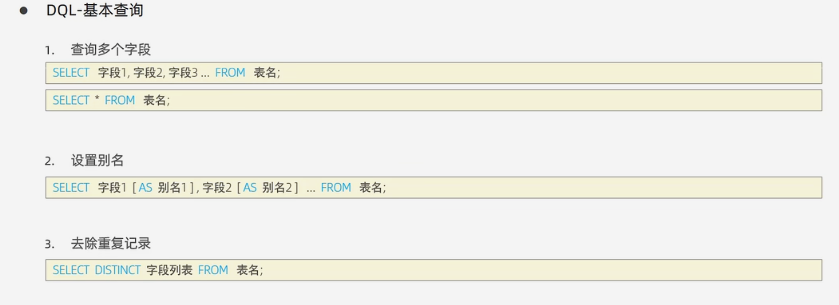 ● DQL-基本查询
1. 查询多个字段
SELECT 字段1, 字段2, 字段3 ... FROM 表名;
SELECT * FROM 表名;
2. 设置别名
SELECT 字段1 [ AS 别名1 ] , 字段2 [ AS 别名2 ] ... FROM 表名;
3. 去除重复记录
SELECT DISTINCT 字段列表 FROM 表名;